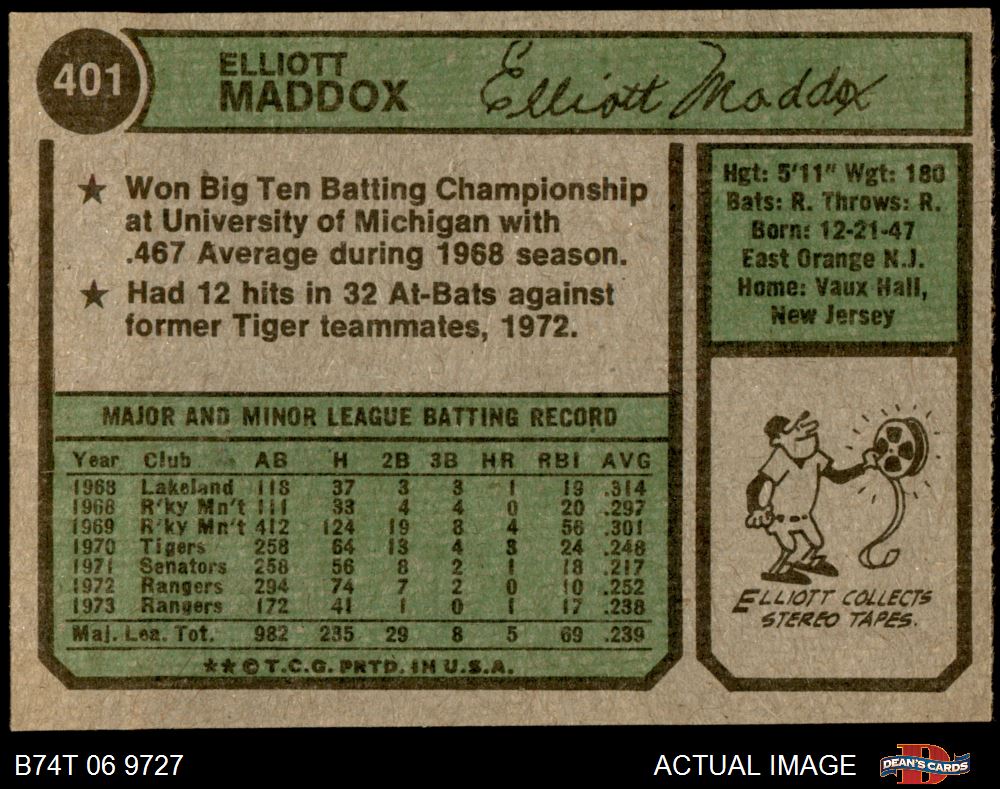 401
ELLIOTT
MADDOX
Elliott Maddox
★ Won Big Ten Batting Championship
at University of Michigan with
.467 Average during 1968 season.
★ Had 12 hits in 32 At-Bats against
former Tiger teammates, 1972.
Hgt: 5'11" Wgt: 180
Bats: R. Throws: R.
Born: 12-21-47
East Orange N.J.
Home: Vaux Hall,
New Jersey
MAJOR AND MINOR LEAGUE BATTING RECORD
Year Club AB H 2B 3B HR RBI AVG
1968 Lakeland 118 37 3 3 1 19 .314
1968 R'ky Mn't 111 33 4 4 0 20 .297
1969 R'ky Mn't 412 124 19 8 4 56 .301
1970 Tigers 258 64 13 4 3 24 .248
1971 Senators 258 56 8 2 1 18 .217
1972 Rangers 294 74 7 2 0 10 .252
1973 Rangers 172 41 1 0 1 17 .238
Maj. Lea. Tot. 982 235 29 8 5 69 .239
★★ © T.C.G. PRTD. IN U.S.A.
ELLIOTT COLLECTS
STEREO TAPES.
B74T 06 9727
ACTUAL IMAGE
D
DEAN'S CARDS